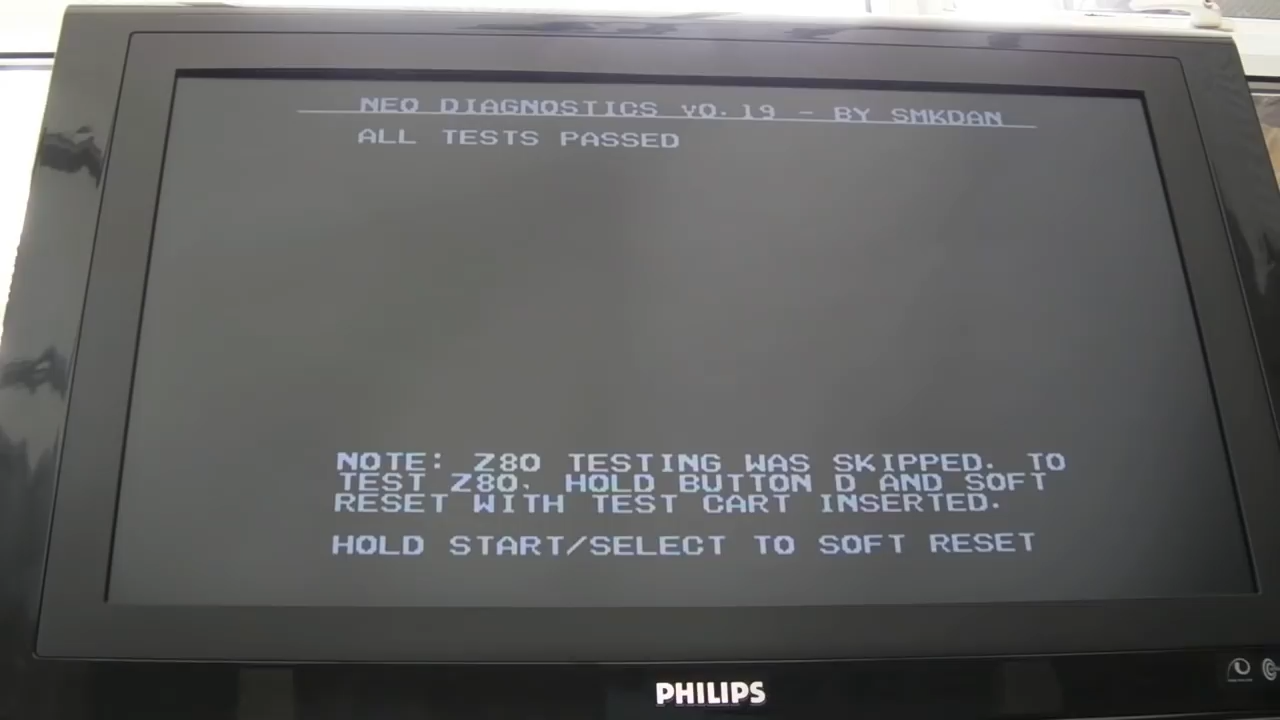 NEO DIAGNOSTICS v0.19 - BY SMKDAN
ALL TESTS PASSED
NOTE: Z80 TESTING WAS SKIPPED. TO
TEST Z80, HOLD BUTTON D AND SOFT
RESET WITH TEST CART INSERTED.
HOLD START/SELECT TO SOFT RESET
PHILIPS